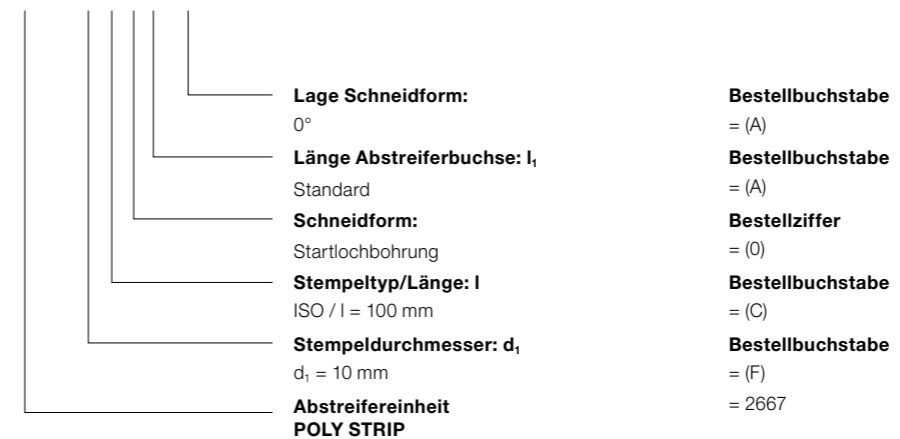 Lage Schneidform: Bestellbuchstabe
0° = (A)
Länge Abstreiferbuchse: l₁ Bestellbuchstabe
Standard = (A)
Schneidform: Bestellziffer
Startlochbohrung = (0)
Stempeltyp/Länge: l Bestellbuchstabe
ISO / l = 100 mm = (C)
Stempeldurchmesser: d₁ Bestellbuchstabe
d₁ = 10 mm = (F)
Abstreifereinheit = 2667
POLY STRIP